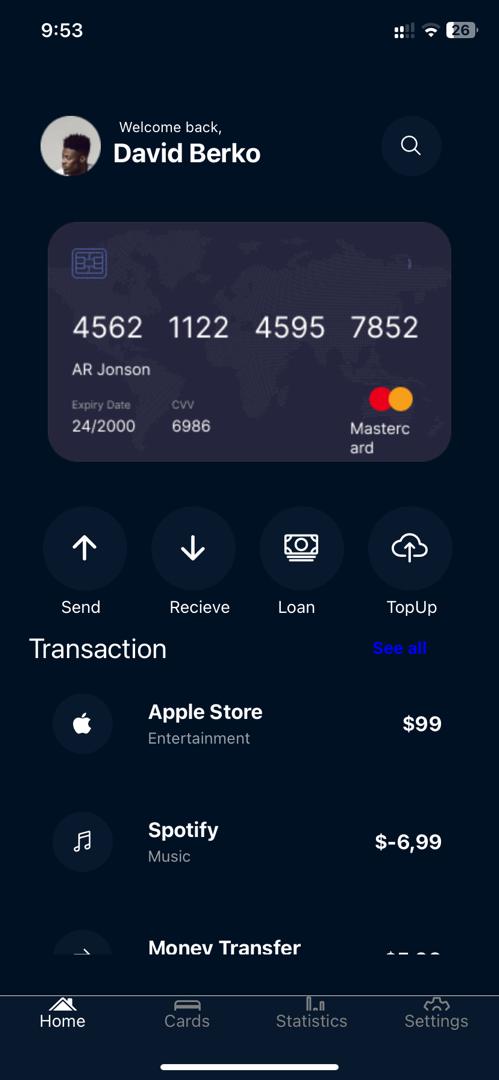 9:53
26
Welcome back,
David Berko
4562 1122 4595 7852
AR Jonson
Expiry Date CVV
24/2000 6986
Masterc
ard
Send Recieve Loan TopUp
Transaction See all
Apple Store
$99
Entertainment
Spotify
$-6,99
Music
Money Transfer
Home Cards Statistics Settings